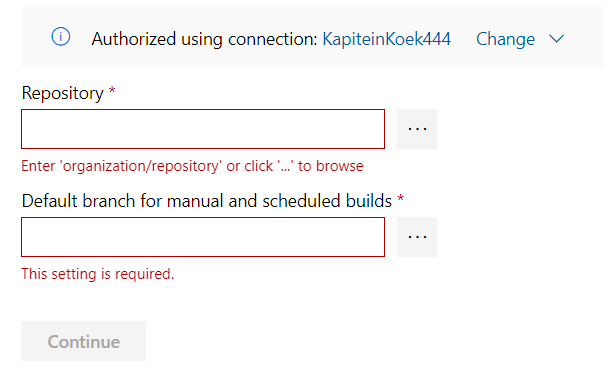 Authorized using connection: KapiteinKoek444 Change
Repository *
...
Enter 'organization/repository' or click '...' to browse
Default branch for manual and scheduled builds *
...
This setting is required.
Continue